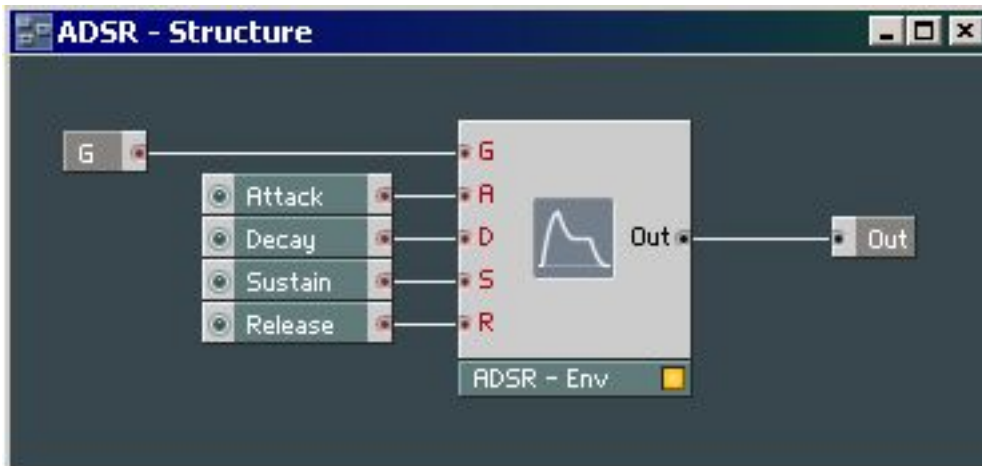 ADSR - Structure
G
G
Attack
A
Decay
D
Out
Out
Sustain
S
Release
R
ADSR - Env